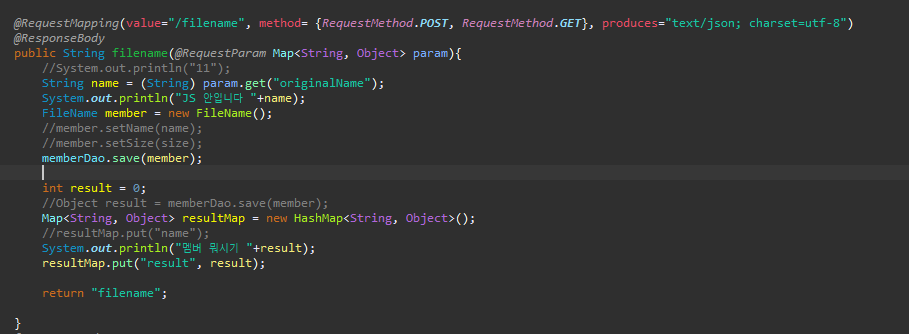 @RequestMapping(value="/filename", method= {RequestMethod.POST, RequestMethod.GET}, produces="text/json; charset=utf-8")
@ResponseBody
public String filename(@RequestParam Map<String, Object> param){
//System.out.println("11");
String name = (String) param.get("originalName");
System.out.println("JS 안입니다 "+name);
FileName member = new FileName();
//member.setName(name);
//member.setSize(size);
memberDao.save(member);
int result = 0;
//Object result = memberDao.save(member);
Map<String, Object> resultMap = new HashMap<String, Object>();
//resultMap.put("name");
System.out.println("멤버 뭐시기 "+result);
resultMap.put("result", result);
return "filename";
}